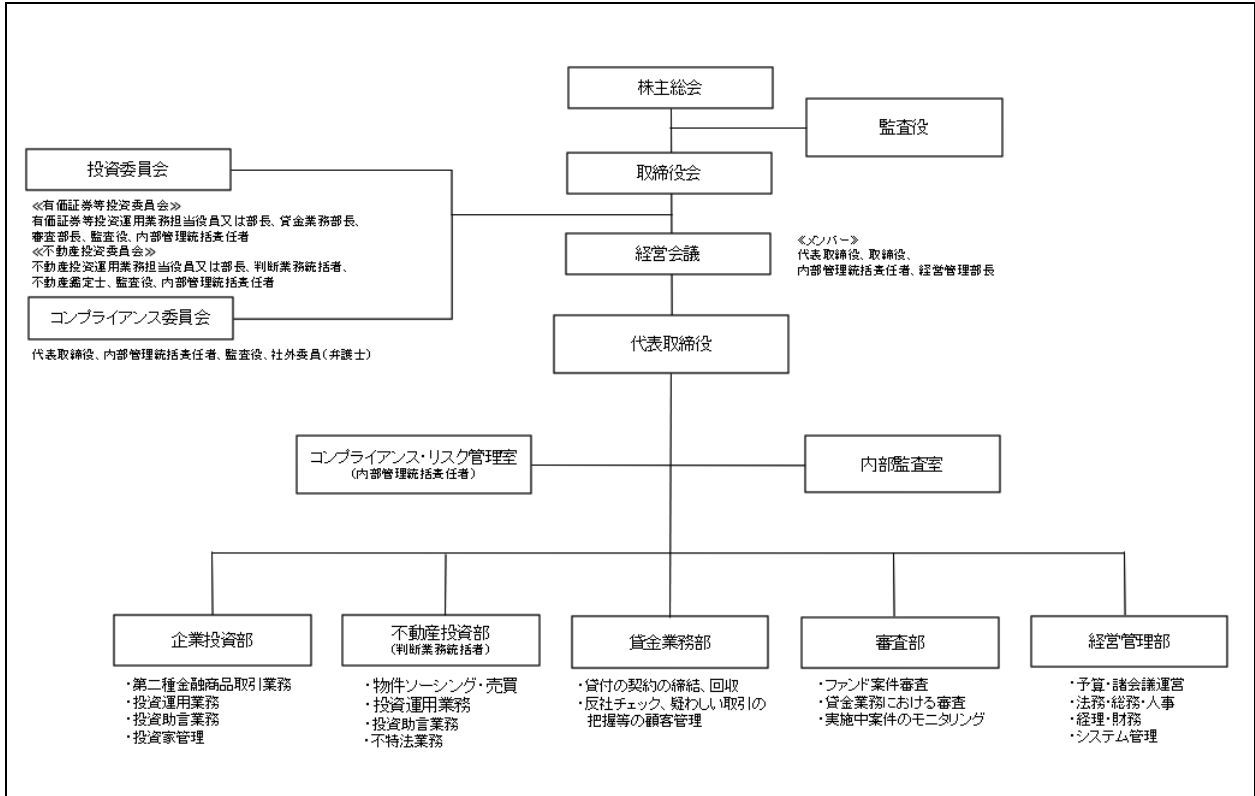 株主総会
監査役
投資委員会
取締役会
≪有価証券等投資委員会≫
有価証券等投資運用業務担当役員又は部長、貸金業務部長、
審査部長、監査役、内部管理統括責任者
≪不動産投資委員会≫
不動産投資運用業務担当役員又は部長、判断業務統括者、
不動産鑑定士、監査役、内部管理統括責任者
経営会議
≪メンバー≫
代表取締役、取締役、
内部管理統括責任者、経営管理部長
コンプライアンス委員会
代表取締役、内部管理統括責任者、監査役、社外委員(弁護士)
代表取締役
コンプライアンス・リスク管理室
(内部管理統括責任者)
内部監査室
企業投資部
・第二種金融商品取引業務
・投資運用業務
・投資助言業務
・投資家管理
不動産投資部
(判断業務統括者)
・物件ソーシング・売買
・投資運用業務
・投資助言業務
・不特法業務
貸金業務部
・貸付の契約の締結、回収
・反社チェック、疑わしい取引の
把握等の顧客管理
審査部
・ファンド案件審査
・貸金業務における審査
・実施中案件のモニタリング
経営管理部
・予算・諸会議運営
・法務・総務・人事
・経理・財務
・システム管理